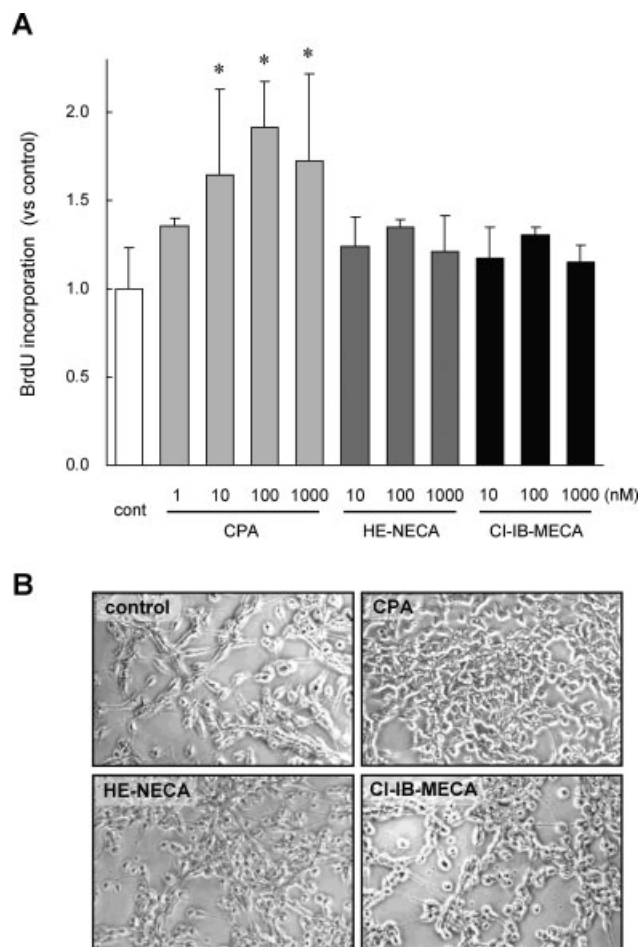 A
BrdU incorporation (vs control)
2.0
1.5
1.0
0.5
0.0
* * *
cont 1 10 100 1000 10 100 1000 10 100 1000 (nM)
CPA HE-NECA Cl-IB-MECA
B
control CPA
HE-NECA Cl-IB-MECA